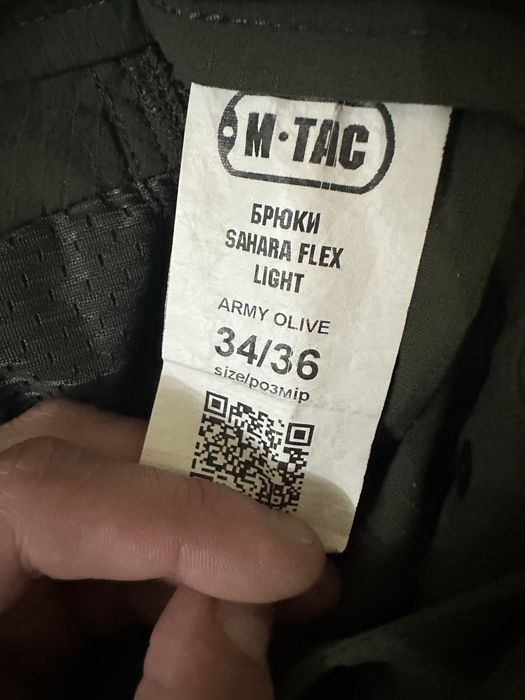 M·TAC
БРЮКИ
SAHARA FLEX
LIGHT
ARMY OLIVE
34/36
size/розмір